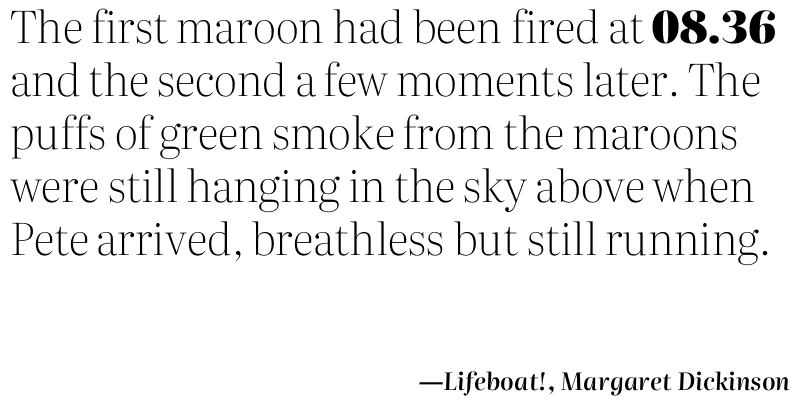 The first maroon had been fired at 08.36
and the second a few moments later. The
puffs of green smoke from the maroons
were still hanging in the sky above when
Pete arrived, breathless but still running.
—Lifeboat!, Margaret Dickinson